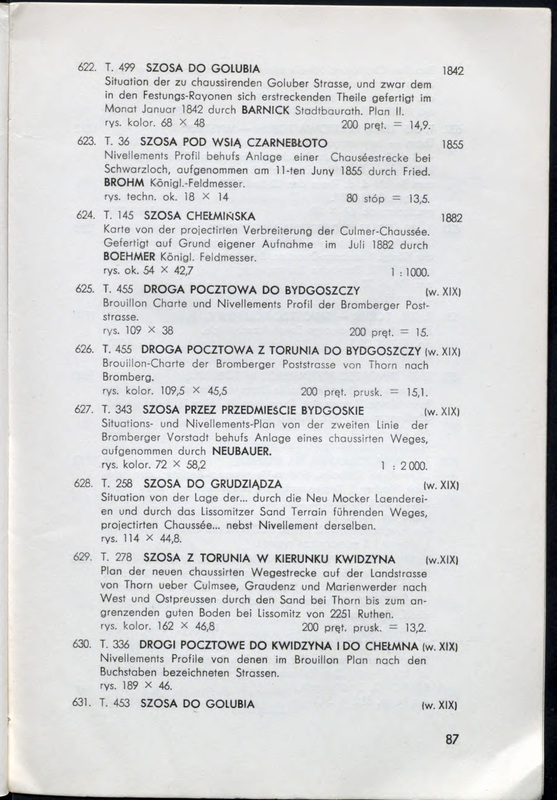 622. T. 499 SZOSA DO GOLUBIA 1842
Situation der zu chaussirenden Goluber Strasse, und zwar dem
in den Festungs-Rayonen sich erstreckenden Theile gefertigt im
Monat Januar 1842 durch BARNICK Stadtbaurath. Plan II.
rys. kolor. 68 × 48 200 pręt. = 14,9.
623. T. 36 SZOSA POD WSIĄ CZARNEBŁOTO 1855
Nivellements Profil behufs Anlage einer Chauséestrecke bei
Schwarzloch, aufgenommen am 11-ten Juny 1855 durch Fried.
BROHM Königl.-Feldmesser.
rys. techn. ok. 18 × 14 80 stóp = 13,5.
624. T. 145 SZOSA CHEŁMIŃSKA 1882
Karte von der projectirten Verbreiterung der Culmer-Chaussée.
Gefertigt auf Grund eigener Aufnahme im Juli 1882 durch
BOEHMER Königl. Feldmesser.
rys. ok. 54 × 42,7 1 : 1000.
625. T. 455 DROGA POCZTOWA DO BYDGOSZCZY (w. XIX)
Brouillon Charte und Nivellements Profil der Bromberger Post-
strasse.
rys. 109 × 38 200 pręt. = 15.
626. T. 455 DROGA POCZTOWA Z TORUNIA DO BYDGOSZCZY (w. XIX)
Brouillon-Charte der Bromberger Poststrasse von Thorn nach
Bromberg.
rys. kolor. 109,5 × 45,5 200 pręt. prusk. = 15,1.
627. T. 343 SZOSA PRZEZ PRZEDMIEŚCIE BYDGOSKIE (w. XIX)
Situations- und Nivellements-Plan von der zweiten Linie der
Bromberger Vorstadt behufs Anlage eines chaussirten Weges,
aufgenommen durch NEUBAUER.
rys. kolor. 72 × 58,2 1 : 2 000.
628. T. 258 SZOSA DO GRUDZIĄDZA (w. XIX)
Situation von der Lage der... durch die Neu Mocker Laenderei-
en und durch das Lissomitzer Sand Terrain führenden Weges,
projectirten Chaussée... nebst Nivellement derselben.
rys. 114 × 44,8.
629. T. 278 SZOSA Z TORUNIA W KIERUNKU KWIDZYNA (w.XIX)
Plan der neuen chaussirten Wegestrecke auf der Landstrasse
von Thorn ueber Culmsee, Graudenz und Marienwerder nach
West und Ostpreussen durch den Sand bei Thorn bis zum an-
grenzenden guten Boden bei Lissomitz von 2251 Ruthen.
rys. kolor. 162 × 46,8 200 pręt. prusk. = 13,2.
630. T. 336 DROGI POCZTOWE DO KWIDZYNA I DO CHEŁMNA (w. XIX)
Nivellements Profile von denen im Brouillon Plan nach den
Buchstaben bezeichneten Strassen.
rys. 189 × 46.
631. T. 453 SZOSA DO GOLUBIA (w. XIX)
87